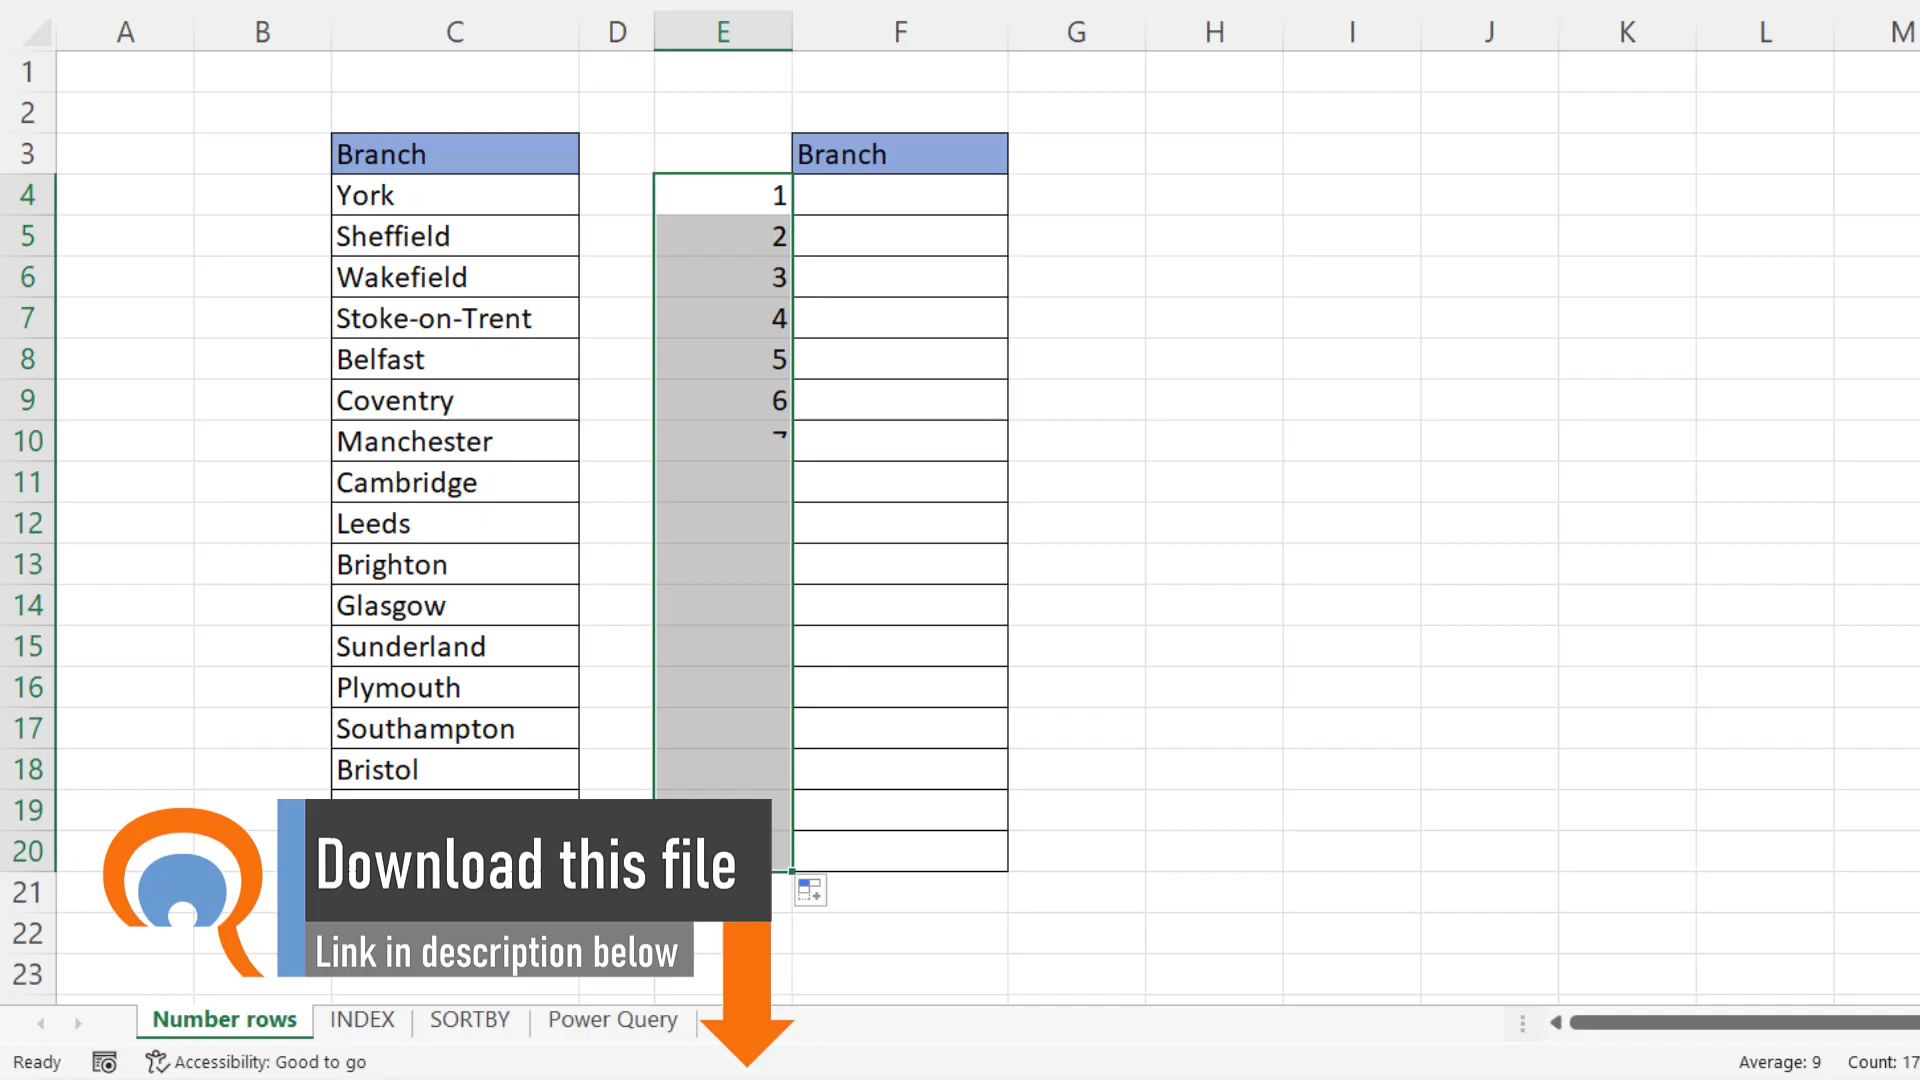 A B C D E F G H I J K L M
1
2
3 Branch Branch
4 York 1
5 Sheffield 2
6 Wakefield 3
7 Stoke-on-Trent 4
8 Belfast 5
9 Coventry 6
10 Manchester 7
11 Cambridge
12 Leeds
13 Brighton
14 Glasgow
15 Sunderland
16 Plymouth
17 Southampton
18 Bristol
19
20
21
22
23
Download this file
Link in description below
Number rows INDEX SORTBY Power Query
Ready Accessibility: Good to go Average: 9 Count: 17